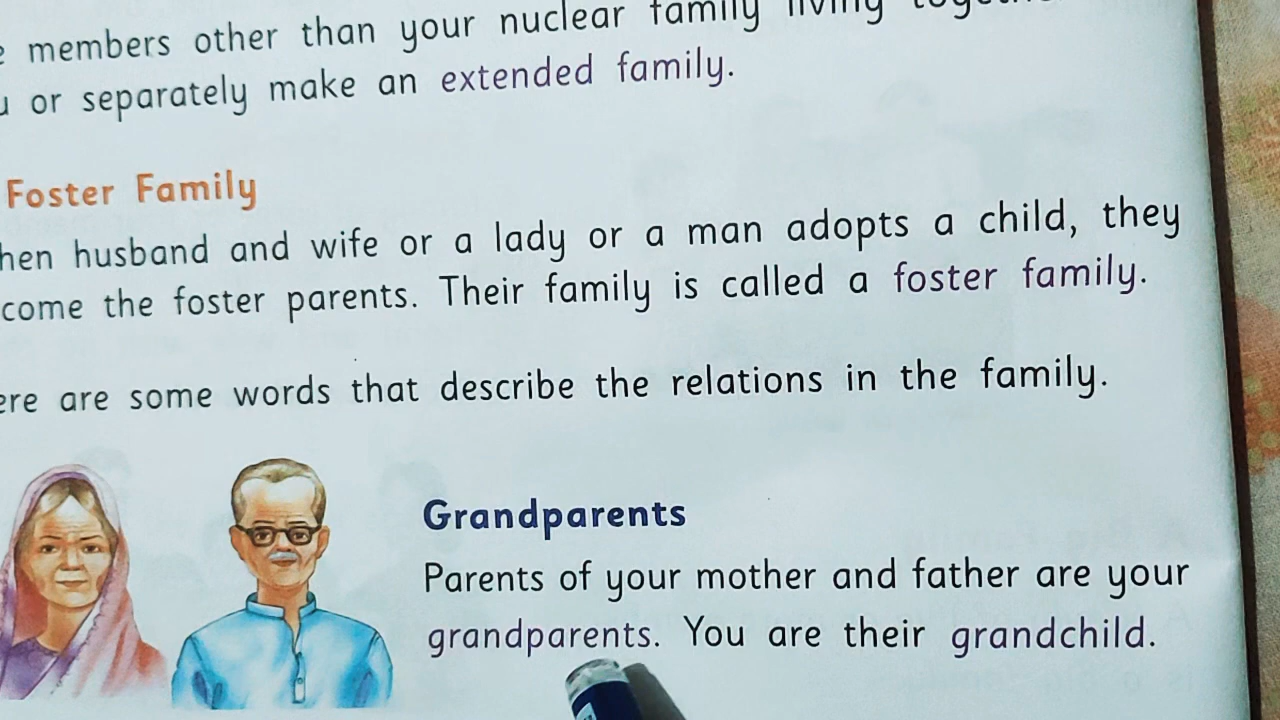 members other than your nuclear family living
or separately make an extended family.
Foster Family
husband and wife or a lady or a man adopts a child, they
come the foster parents. Their family is called a foster family.
ere are some words that describe the relations in the family.
Grandparents
Parents of your mother and father are your
grandparents. You are their grandchild.